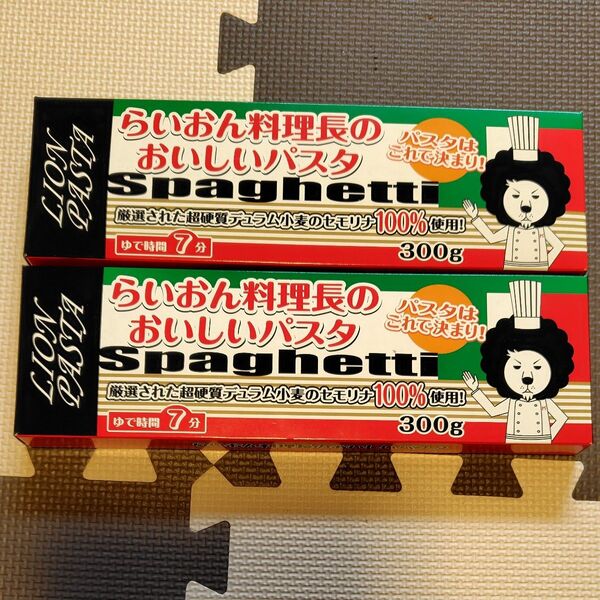 LION
PASTA
らいおん料理長の
おいしいパスタ
Spaghetti
パスタは
これで決まり!
厳選された超硬質デュラム小麦のセモリナ100%使用!
ゆで時間 7分
300g
LION
PASTA
らいおん料理長の
おいしいパスタ
Spaghetti
パスタは
これで決まり!
厳選された超硬質デュラム小麦のセモリナ100%使用!
ゆで時間 7分
300g